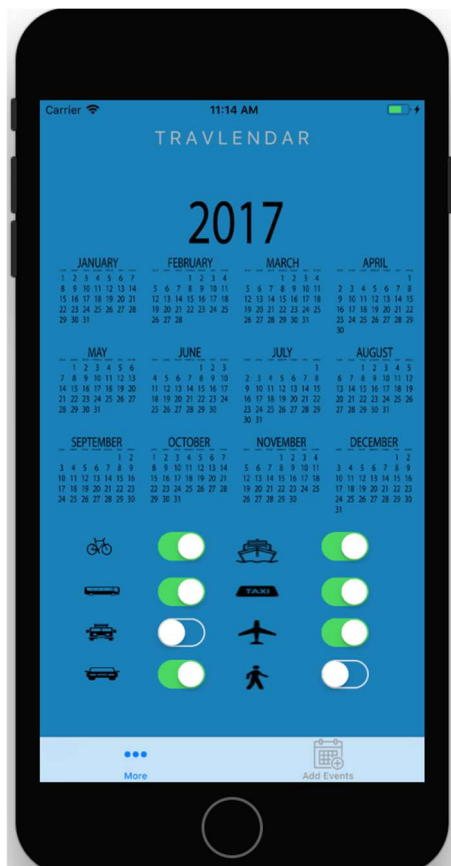 Carrier
11:14 AM
TRAVLENDAR
2017
JANUARY
1 2 3 4 5 6 7
8 9 10 11 12 13 14
15 16 17 18 19 20 21
22 23 24 25 26 27 28
29 30 31
FEBRUARY
1 2 3 4
5 6 7 8 9 10 11
12 13 14 15 16 17 18
19 20 21 22 23 24 25
26 27 28
MARCH
1 2 3 4
5 6 7 8 9 10 11
12 13 14 15 16 17 18
19 20 21 22 23 24 25
26 27 28 29 30 31
APRIL
1
2 3 4 5 6 7 8
9 10 11 12 13 14 15
16 17 18 19 20 21 22
23 24 25 26 27 28 29
30
MAY
1 2 3 4 5 6
7 8 9 10 11 12 13
14 15 16 17 18 19 20
21 22 23 24 25 26 27
28 29 30 31
JUNE
1 2 3
4 5 6 7 8 9 10
11 12 13 14 15 16 17
18 19 20 21 22 23 24
25 26 27 28 29 30
JULY
1
2 3 4 5 6 7 8
9 10 11 12 13 14 15
16 17 18 19 20 21 22
23 24 25 26 27 28 29
30 31
AUGUST
1 2 3 4 5
6 7 8 9 10 11 12
13 14 15 16 17 18 19
20 21 22 23 24 25 26
27 28 29 30 31
SEPTEMBER
1 2
3 4 5 6 7 8 9
10 11 12 13 14 15 16
17 18 19 20 21 22 23
24 25 26 27 28 29 30
OCTOBER
1 2 3 4 5 6 7
8 9 10 11 12 13 14
15 16 17 18 19 20 21
22 23 24 25 26 27 28
29 30 31
NOVEMBER
1 2 3 4
5 6 7 8 9 10 11
12 13 14 15 16 17 18
19 20 21 22 23 24 25
26 27 28 29 30
DECEMBER
1 2
3 4 5 6 7 8 9
10 11 12 13 14 15 16
17 18 19 20 21 22 23
24 25 26 27 28 29 30
31
TAXI
More
Add Events